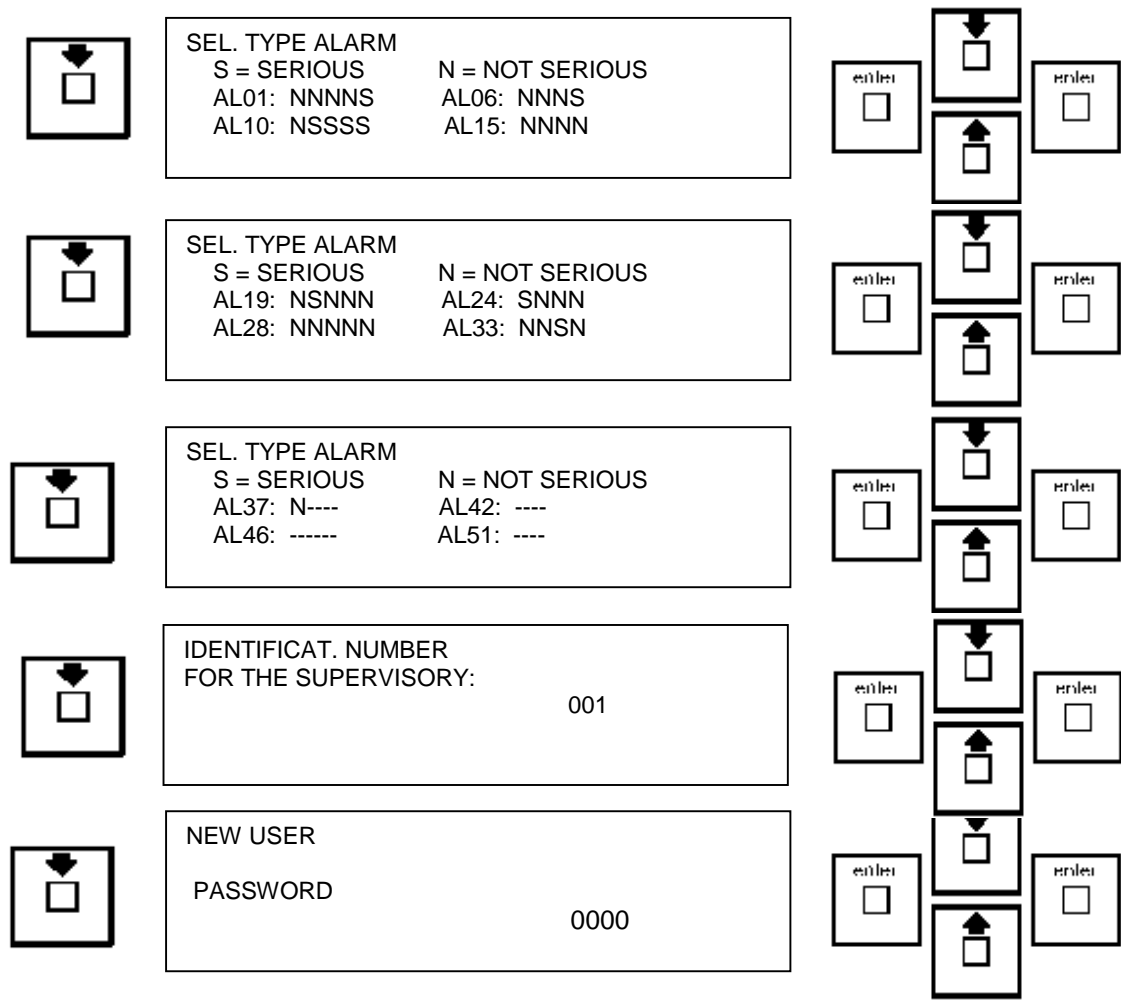 SEL. TYPE ALARM
S = SERIOUS N = NOT SERIOUS
AL01: NNNNS AL06: NNNS
AL10: NSSSS AL15: NNNN
enter enter
SEL. TYPE ALARM
S = SERIOUS N = NOT SERIOUS
AL19: NSNNN AL24: SNNN
AL28: NNNNN AL33: NNSN
enter enter
SEL. TYPE ALARM
S = SERIOUS N = NOT SERIOUS
AL37: N---- AL42: ----
AL46: ------ AL51: ----
enter enter
IDENTIFICAT. NUMBER
FOR THE SUPERVISORY:
001
enter enter
NEW USER
PASSWORD
0000
enter enter